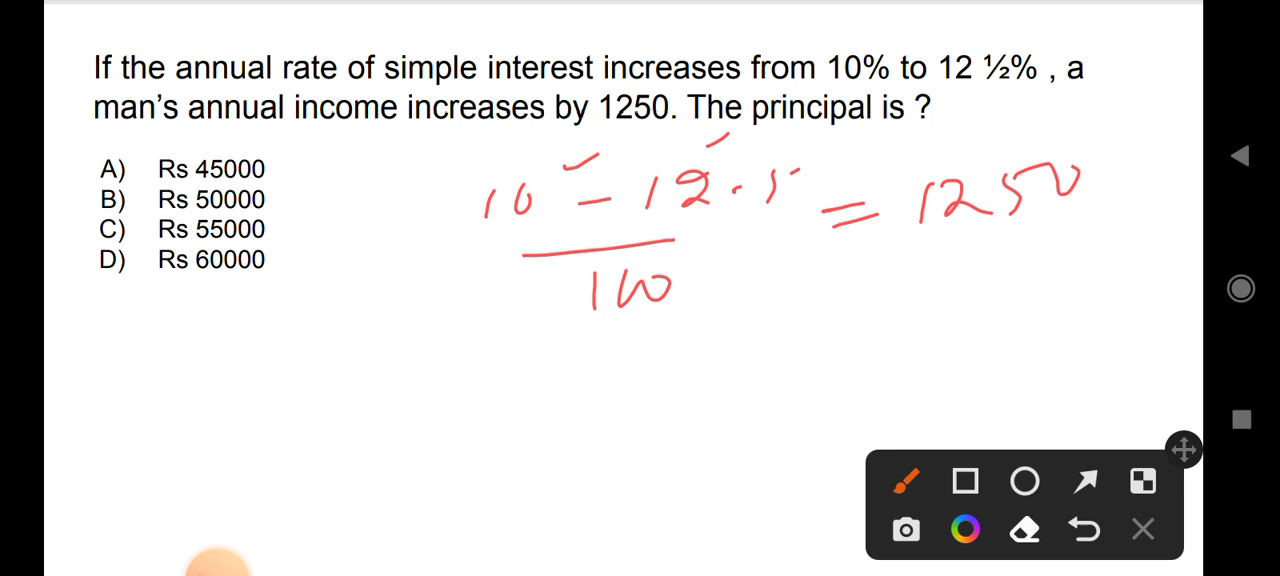 If the annual rate of simple interest increases from 10% to 12 ½% , a
man’s annual income increases by 1250. The principal is ?
A) Rs 45000
B) Rs 50000
C) Rs 55000
D) Rs 60000
10 – 12.5 = 1250
100